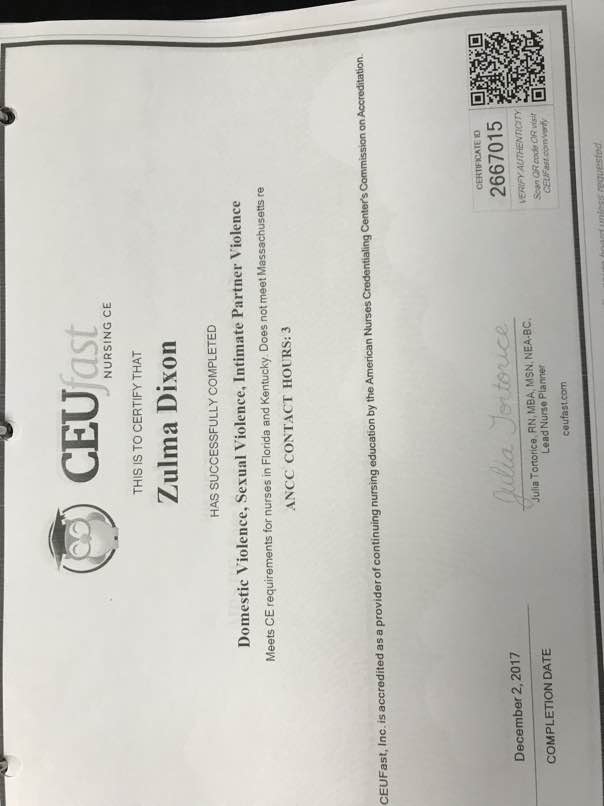 CEUfast
NURSING CE
THIS IS TO CERTIFY THAT
Zulma Dixon
HAS SUCCESSFULLY COMPLETED
Domestic Violence, Sexual Violence, Intimate Partner Violence
Meets CE requirements for nurses in Florida and Kentucky. Does not meet Massachusetts re
ANCC CONTACT HOURS: 3
CEUFast, Inc. is accredited as a provider of continuing nursing education by the American Nurses Credentialing Center's Commission on Accreditation.
December 2, 2017
COMPLETION DATE
Julia Tortorice
Julia Tortorice, RN, MBA, MSN, NEA-BC,
Lead Nurse Planner
ceufast.com
CERTIFICATE ID
2667015
VERIFY AUTHENTICITY
Scan QR code OR visit
CEUFast.com/verify
board unless requested.